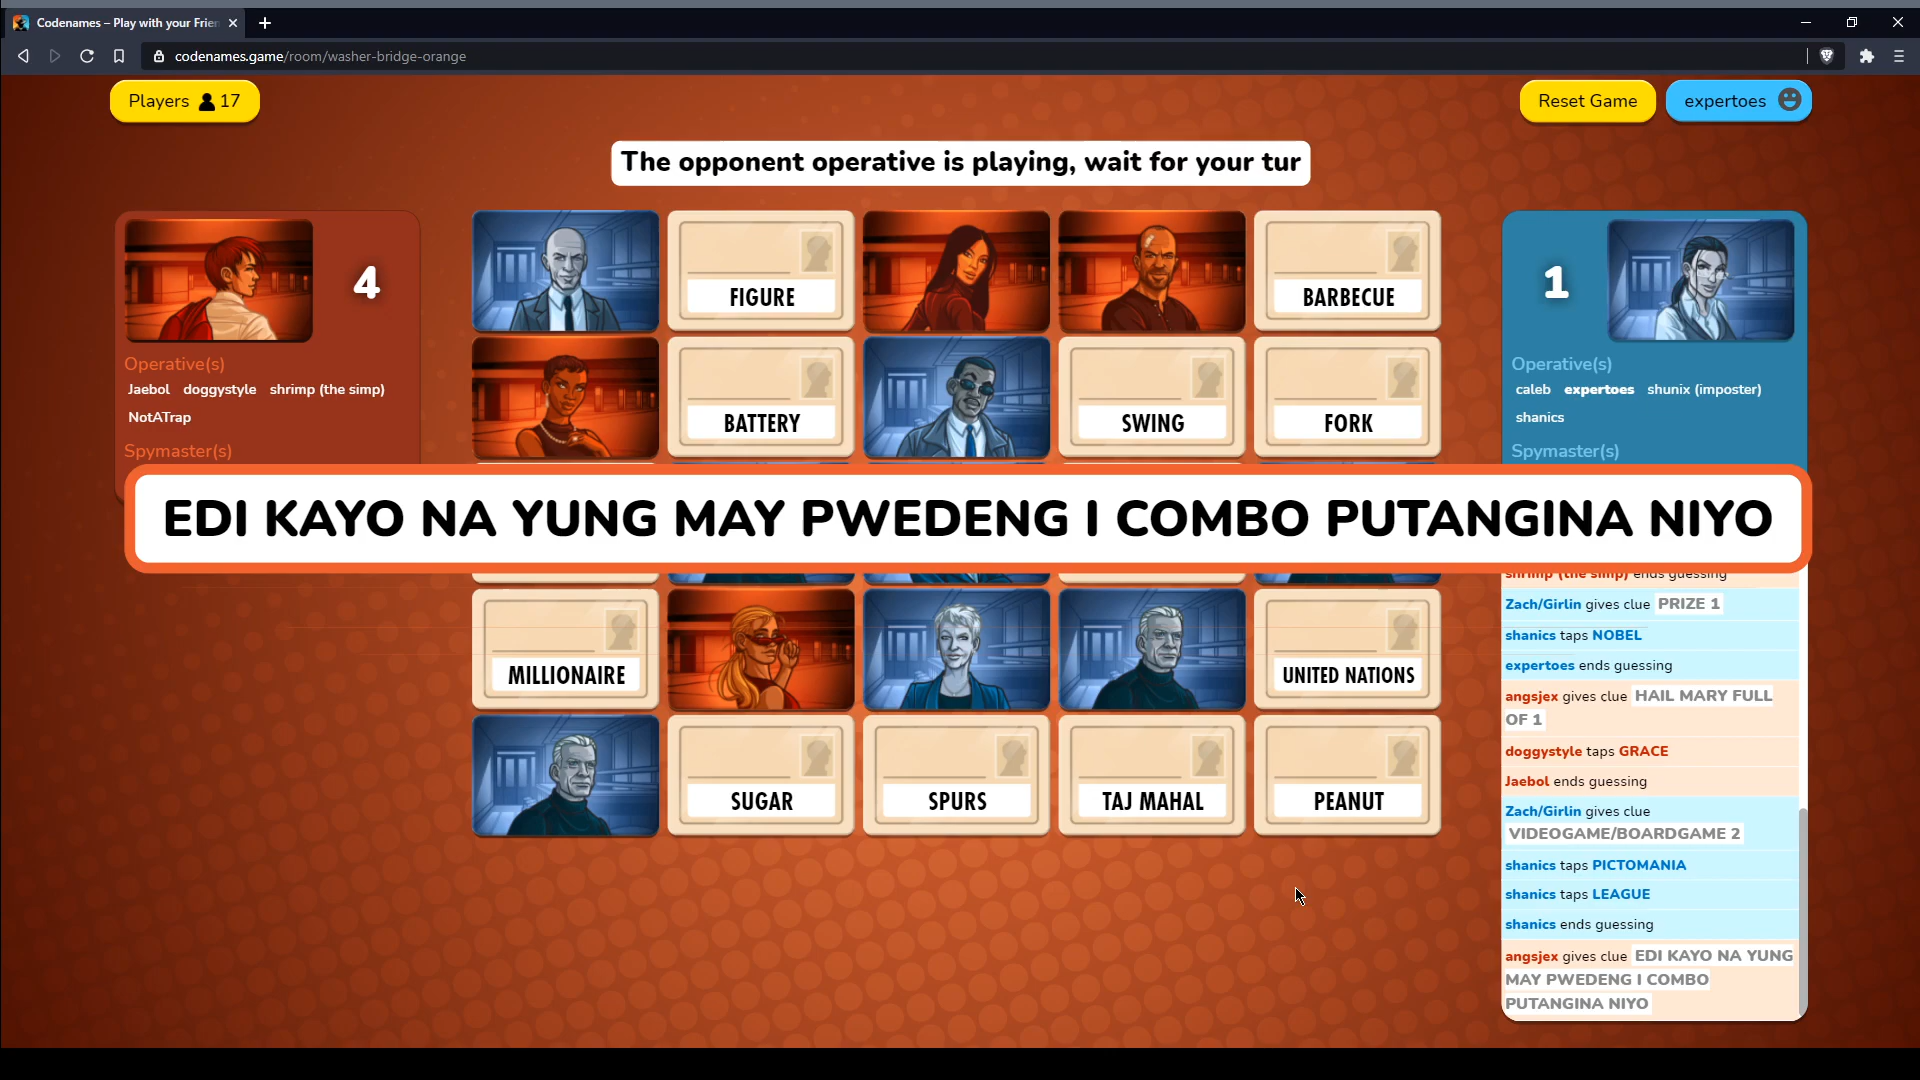 Codenames – Play with your Frien
codenames.game/room/washer-bridge-orange
Players 17
Reset Game
expertoes
The opponent operative is playing, wait for your tur
4
Operative(s)
Jaebol doggystyle shrimp (the simp)
NotATrap
Spymaster(s)
FIGURE
BARBECUE
BATTERY
SWING
FORK
1
Operative(s)
caleb expertoes shunix (imposter)
shanics
Spymaster(s)
EDI KAYO NA YUNG MAY PWEDENG I COMBO PUTANGINA NIYO
MILLIONAIRE
UNITED NATIONS
SUGAR
SPURS
TAJ MAHAL
PEANUT
shrimp (the simp) ends guessing
Zach/Girlin gives clue PRIZE 1
shanics taps NOBEL
expertoes ends guessing
angsjex gives clue HAIL MARY FULL
OF 1
doggystyle taps GRACE
Jaebol ends guessing
Zach/Girlin gives clue
VIDEOGAME/BOARDGAME 2
shanics taps PICTOMANIA
shanics taps LEAGUE
shanics ends guessing
angsjex gives clue EDI KAYO NA YUNG
MAY PWEDENG I COMBO
PUTANGINA NIYO